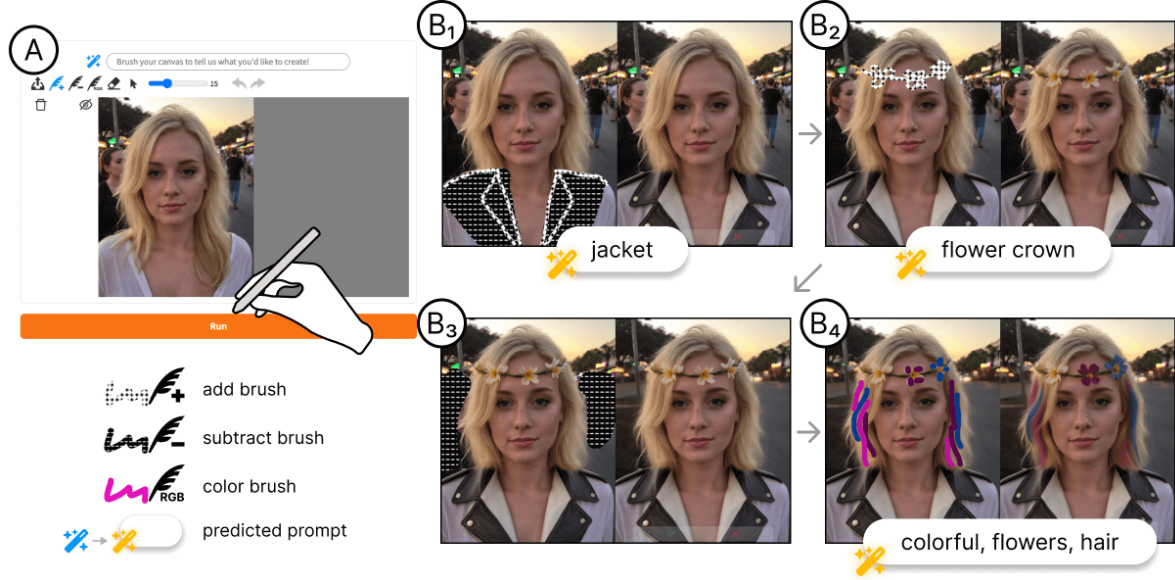 A
Brush your canvas to tell us what you'd like to create!
15
Run
add brush
subtract brush
RGB
color brush
predicted prompt
B1
jacket
B2
flower crown
B3
B4
colorful, flowers, hair